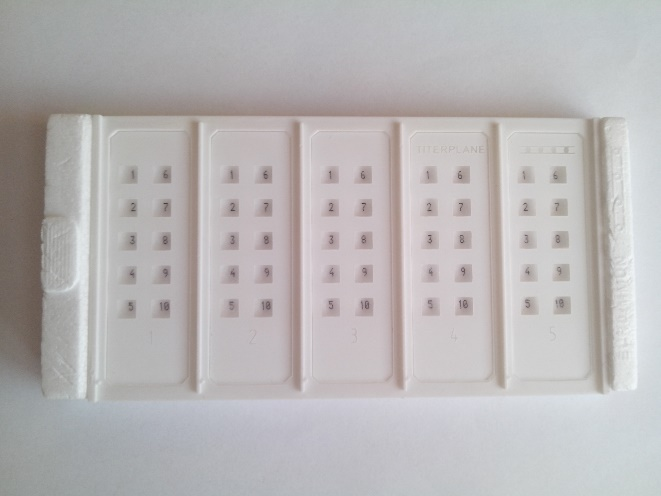 TITERPLANE
1 6 1 6 1 6 1 6 1 6
2 7 2 7 2 7 2 7 2 7
3 8 3 8 3 8 3 8 3 8
4 9 4 9 4 9 4 9 4 9
5 10 5 10 5 10 5 10 5 10
1 2 3 4 5